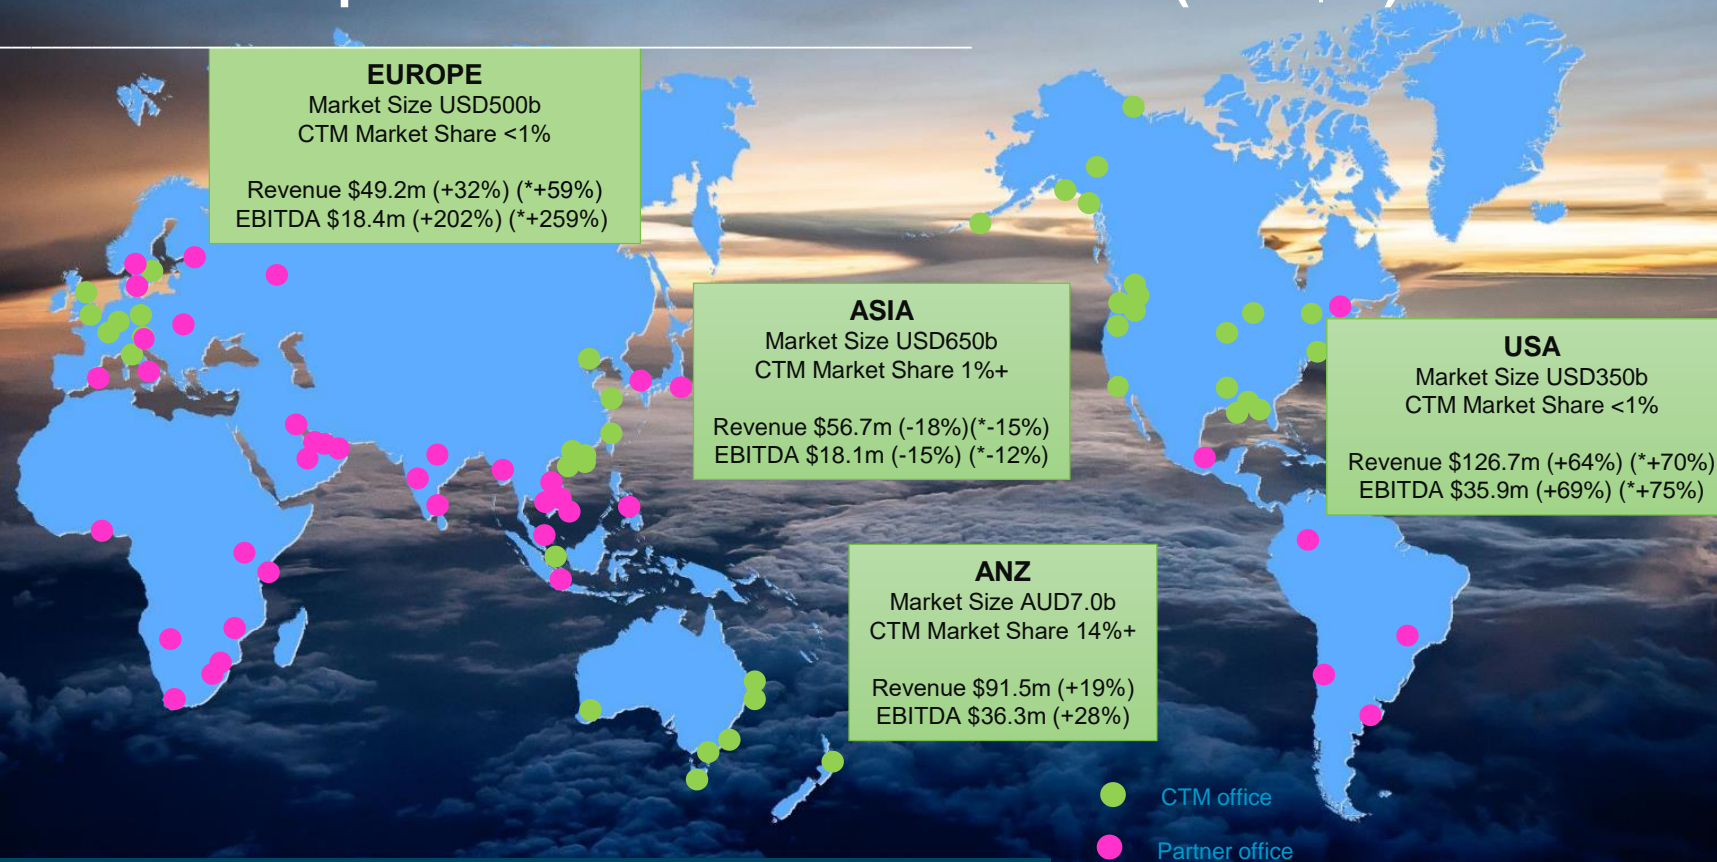 EUROPE
Market Size USD500b
CTM Market Share <1%
Revenue $49.2m (+32%) (*+59%)
EBITDA $18.4m (+202%) (*+259%)
ASIA
Market Size USD650b
CTM Market Share 1%+
Revenue $56.7m (-18%)(*-15%)
EBITDA $18.1m (-15%) (*-12%)
USA
Market Size USD350b
CTM Market Share <1%
Revenue $126.7m (+64%) (*+70%)
EBITDA $35.9m (+69%) (*+75%)
ANZ
Market Size AUD7.0b
CTM Market Share 14%+
Revenue $91.5m (+19%)
EBITDA $36.3m (+28%)
CTM office
Partner office